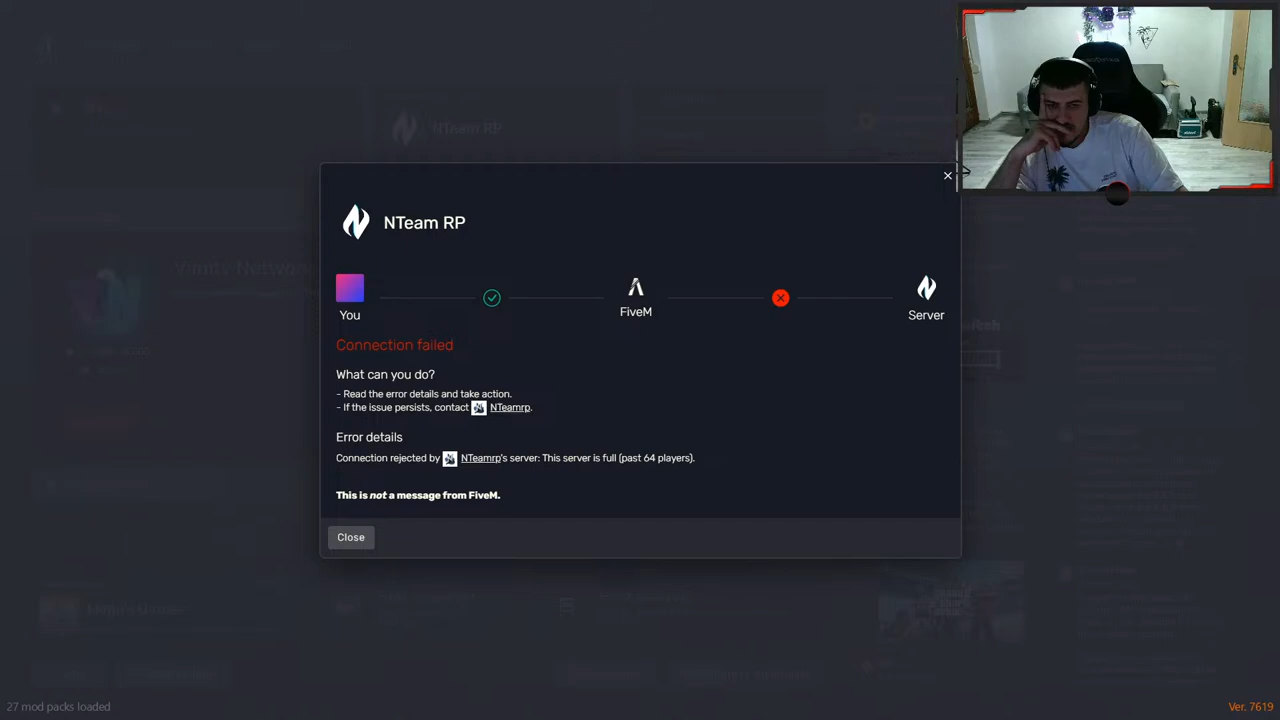 NTeam RP
NTeam RP
You
FiveM
Server
Connection failed
What can you do?
- Read the error details and take action.
- If the issue persists, contact NTeamrp.
Error details
Connection rejected by NTeamrp's server: This server is full (past 64 players).
This is not a message from FiveM.
Close
27 mod packs loaded
Ver. 7619